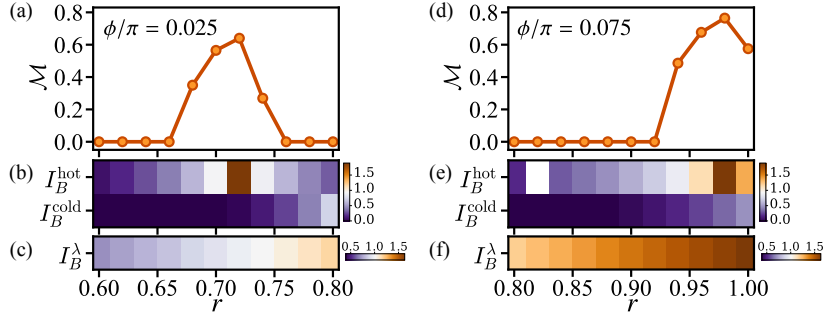 (a)
ϕ/π = 0.025
0.8
0.6
0.4
0.2
0.0
ℳ
(b)
I_B^hot
I_B^cold
1.5
1.0
0.5
0.0
(c)
I_B^λ
0.5 1.0 1.5
0.60 0.65 0.70 0.75 0.80
r
(d)
ϕ/π = 0.075
0.8
0.6
0.4
0.2
0.0
ℳ
(e)
I_B^hot
I_B^cold
1.5
1.0
0.5
0.0
(f)
I_B^λ
0.5 1.0 1.5
0.80 0.85 0.90 0.95 1.00
r